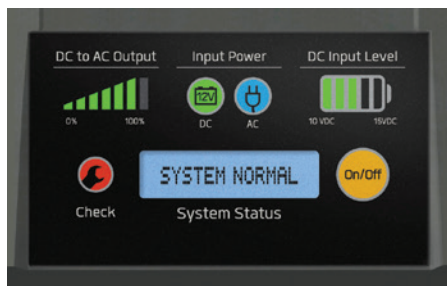 DC to AC Output
Input Power
DC Input Level
12V
0%
100%
DC
AC
10 VDC
15VDC
SYSTEM NORMAL
On/Off
Check
System Status